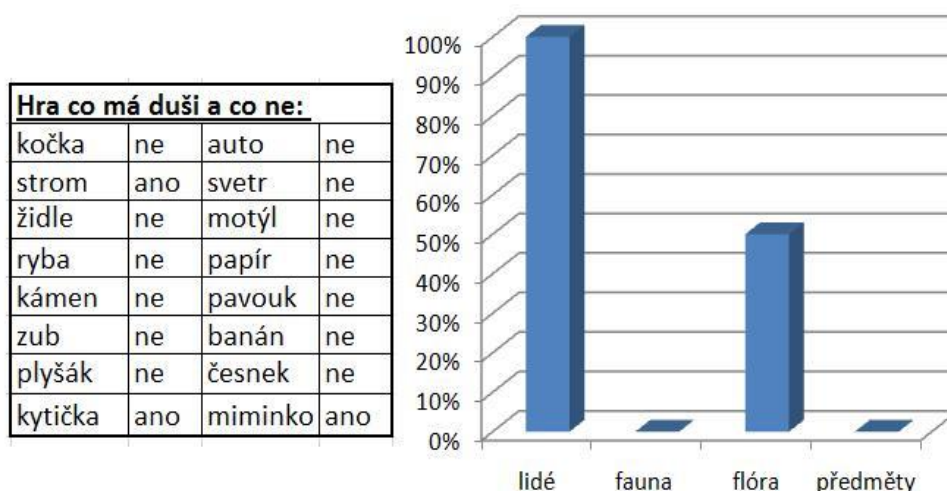 Hra co má duši a co ne:
kočka ne auto ne
strom ano svetr ne
židle ne motýl ne
ryba ne papír ne
kámen ne pavouk ne
zub ne banán ne
plyšák ne česnek ne
kytička ano miminko ano
100%
90%
80%
70%
60%
50%
40%
30%
20%
10%
0%
lidé fauna flóra předměty